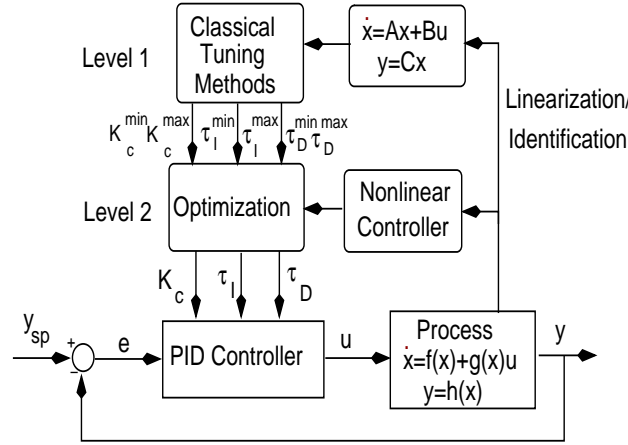 Level 1
Classical
Tuning
Methods
ẋ=Ax+Bu
y=Cx
Linearization/
Identification
K_c^min K_c^max τ_I^min τ_I^max τ_D^min τ_D^max
Level 2
Optimization
Nonlinear
Controller
K_c τ_I τ_D
y_sp
+
−
e
PID Controller
u
Process
ẋ=f(x)+g(x)u
y=h(x)
y